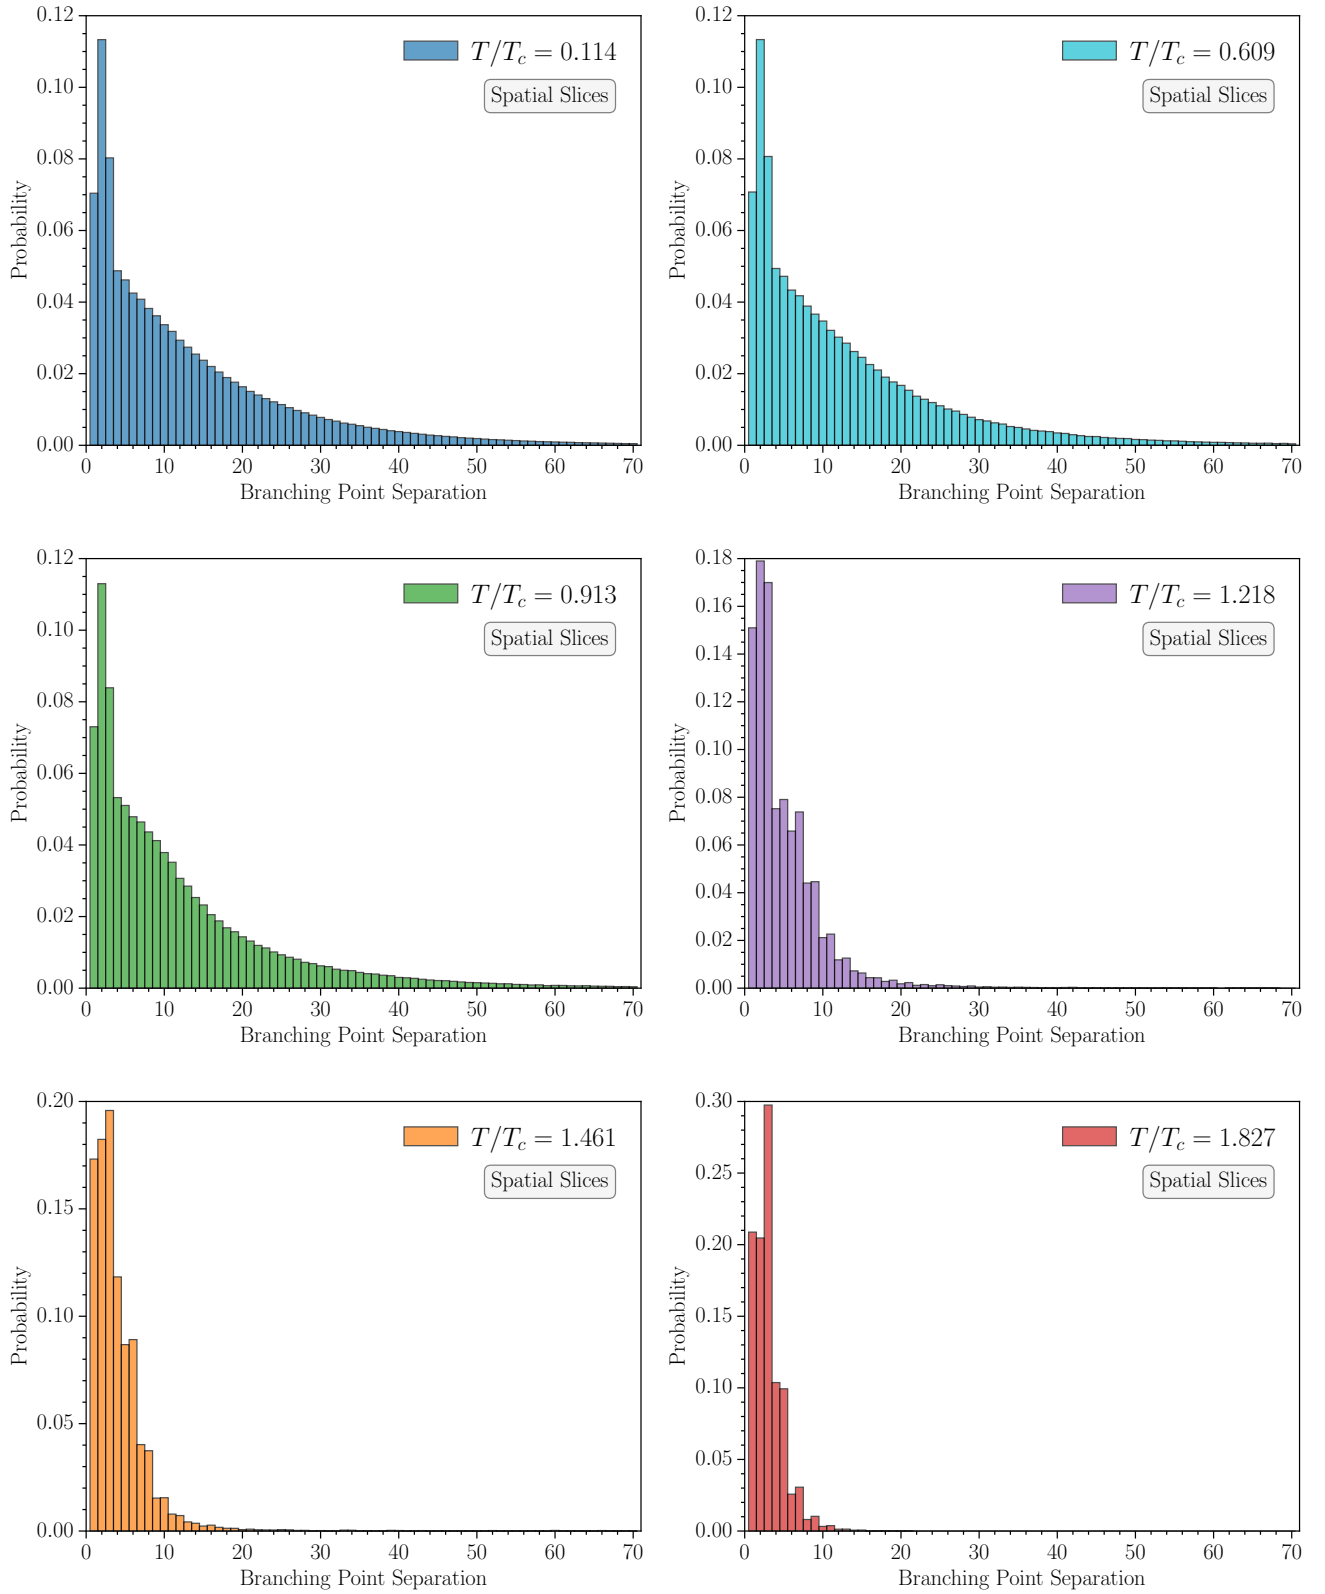 0.12
0.10
0.08
0.06
0.04
0.02
0.00
Probability
T/T_c = 0.114
Spatial Slices
0 10 20 30 40 50 60 70
Branching Point Separation
0.12
0.10
0.08
0.06
0.04
0.02
0.00
Probability
T/T_c = 0.609
Spatial Slices
0 10 20 30 40 50 60 70
Branching Point Separation
0.12
0.10
0.08
0.06
0.04
0.02
0.00
Probability
T/T_c = 0.913
Spatial Slices
0 10 20 30 40 50 60 70
Branching Point Separation
0.18
0.16
0.14
0.12
0.10
0.08
0.06
0.04
0.02
0.00
Probability
T/T_c = 1.218
Spatial Slices
0 10 20 30 40 50 60 70
Branching Point Separation
0.20
0.15
0.10
0.05
0.00
Probability
T/T_c = 1.461
Spatial Slices
0 10 20 30 40 50 60 70
Branching Point Separation
0.30
0.25
0.20
0.15
0.10
0.05
0.00
Probability
T/T_c = 1.827
Spatial Slices
0 10 20 30 40 50 60 70
Branching Point Separation